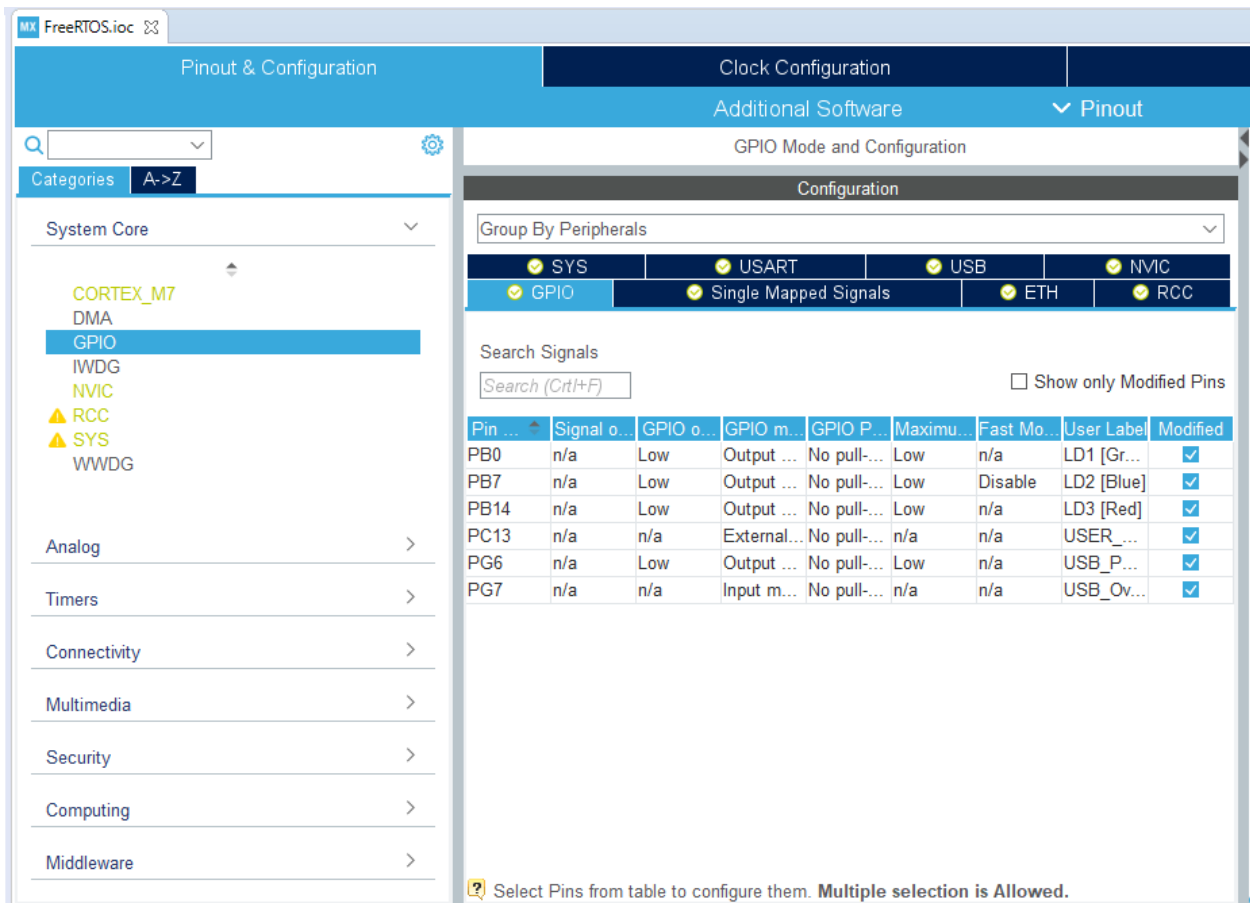 MX FreeRTOS.ioc
Pinout & Configuration
Clock Configuration
Additional Software
Pinout
GPIO Mode and Configuration
Categories
A->Z
System Core
CORTEX_M7
DMA
GPIO
IWDG
NVIC
RCC
SYS
WWDG
Analog
Timers
Connectivity
Multimedia
Security
Computing
Middleware
Configuration
Group By Peripherals
SYS USART USB NVIC
GPIO Single Mapped Signals ETH RCC
Search Signals
Search (Crtl+F)
Show only Modified Pins
Pin ... Signal o... GPIO o... GPIO m... GPIO P... Maximu... Fast Mo... User Label Modified
PB0 n/a Low Output ... No pull-... Low n/a LD1 [Gr...
PB7 n/a Low Output ... No pull-... Low Disable LD2 [Blue]
PB14 n/a Low Output ... No pull-... Low n/a LD3 [Red]
PC13 n/a n/a External... No pull-... n/a n/a USER_...
PG6 n/a Low Output ... No pull-... Low n/a USB_P...
PG7 n/a n/a Input m... No pull-... n/a n/a USB_Ov...
Select Pins from table to configure them. Multiple selection is Allowed.